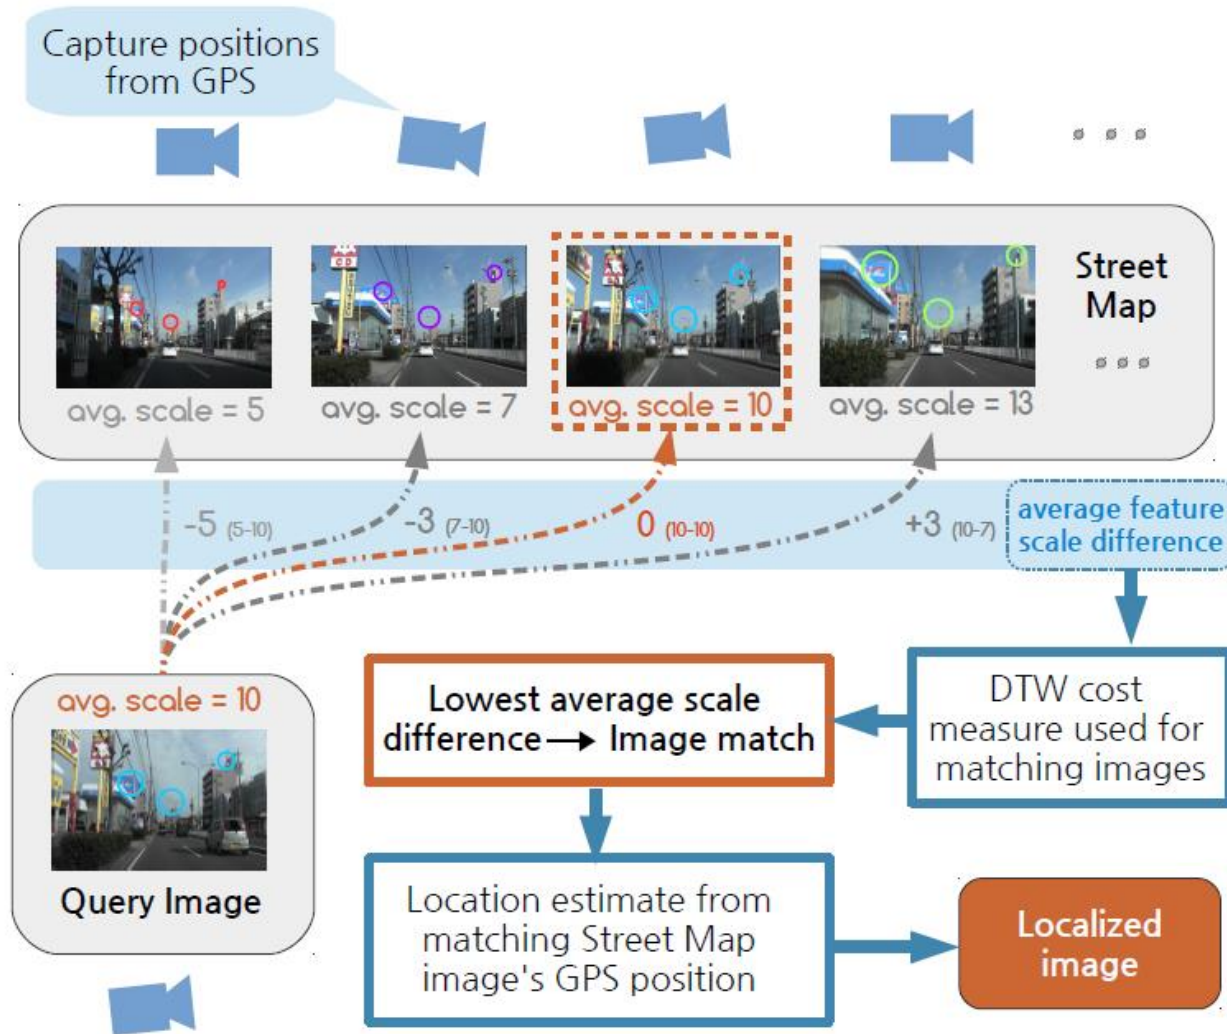 Capture positions
from GPS
Street
Map
avg. scale = 5
avg. scale = 7
avg. scale = 10
avg. scale = 13
-5 (5-10)
-3 (7-10)
0 (10-10)
+3 (10-7)
average feature
scale difference
avg. scale = 10
Query Image
Lowest average scale
difference → Image match
DTW cost
measure used for
matching images
Location estimate from
matching Street Map
image's GPS position
Localized
image